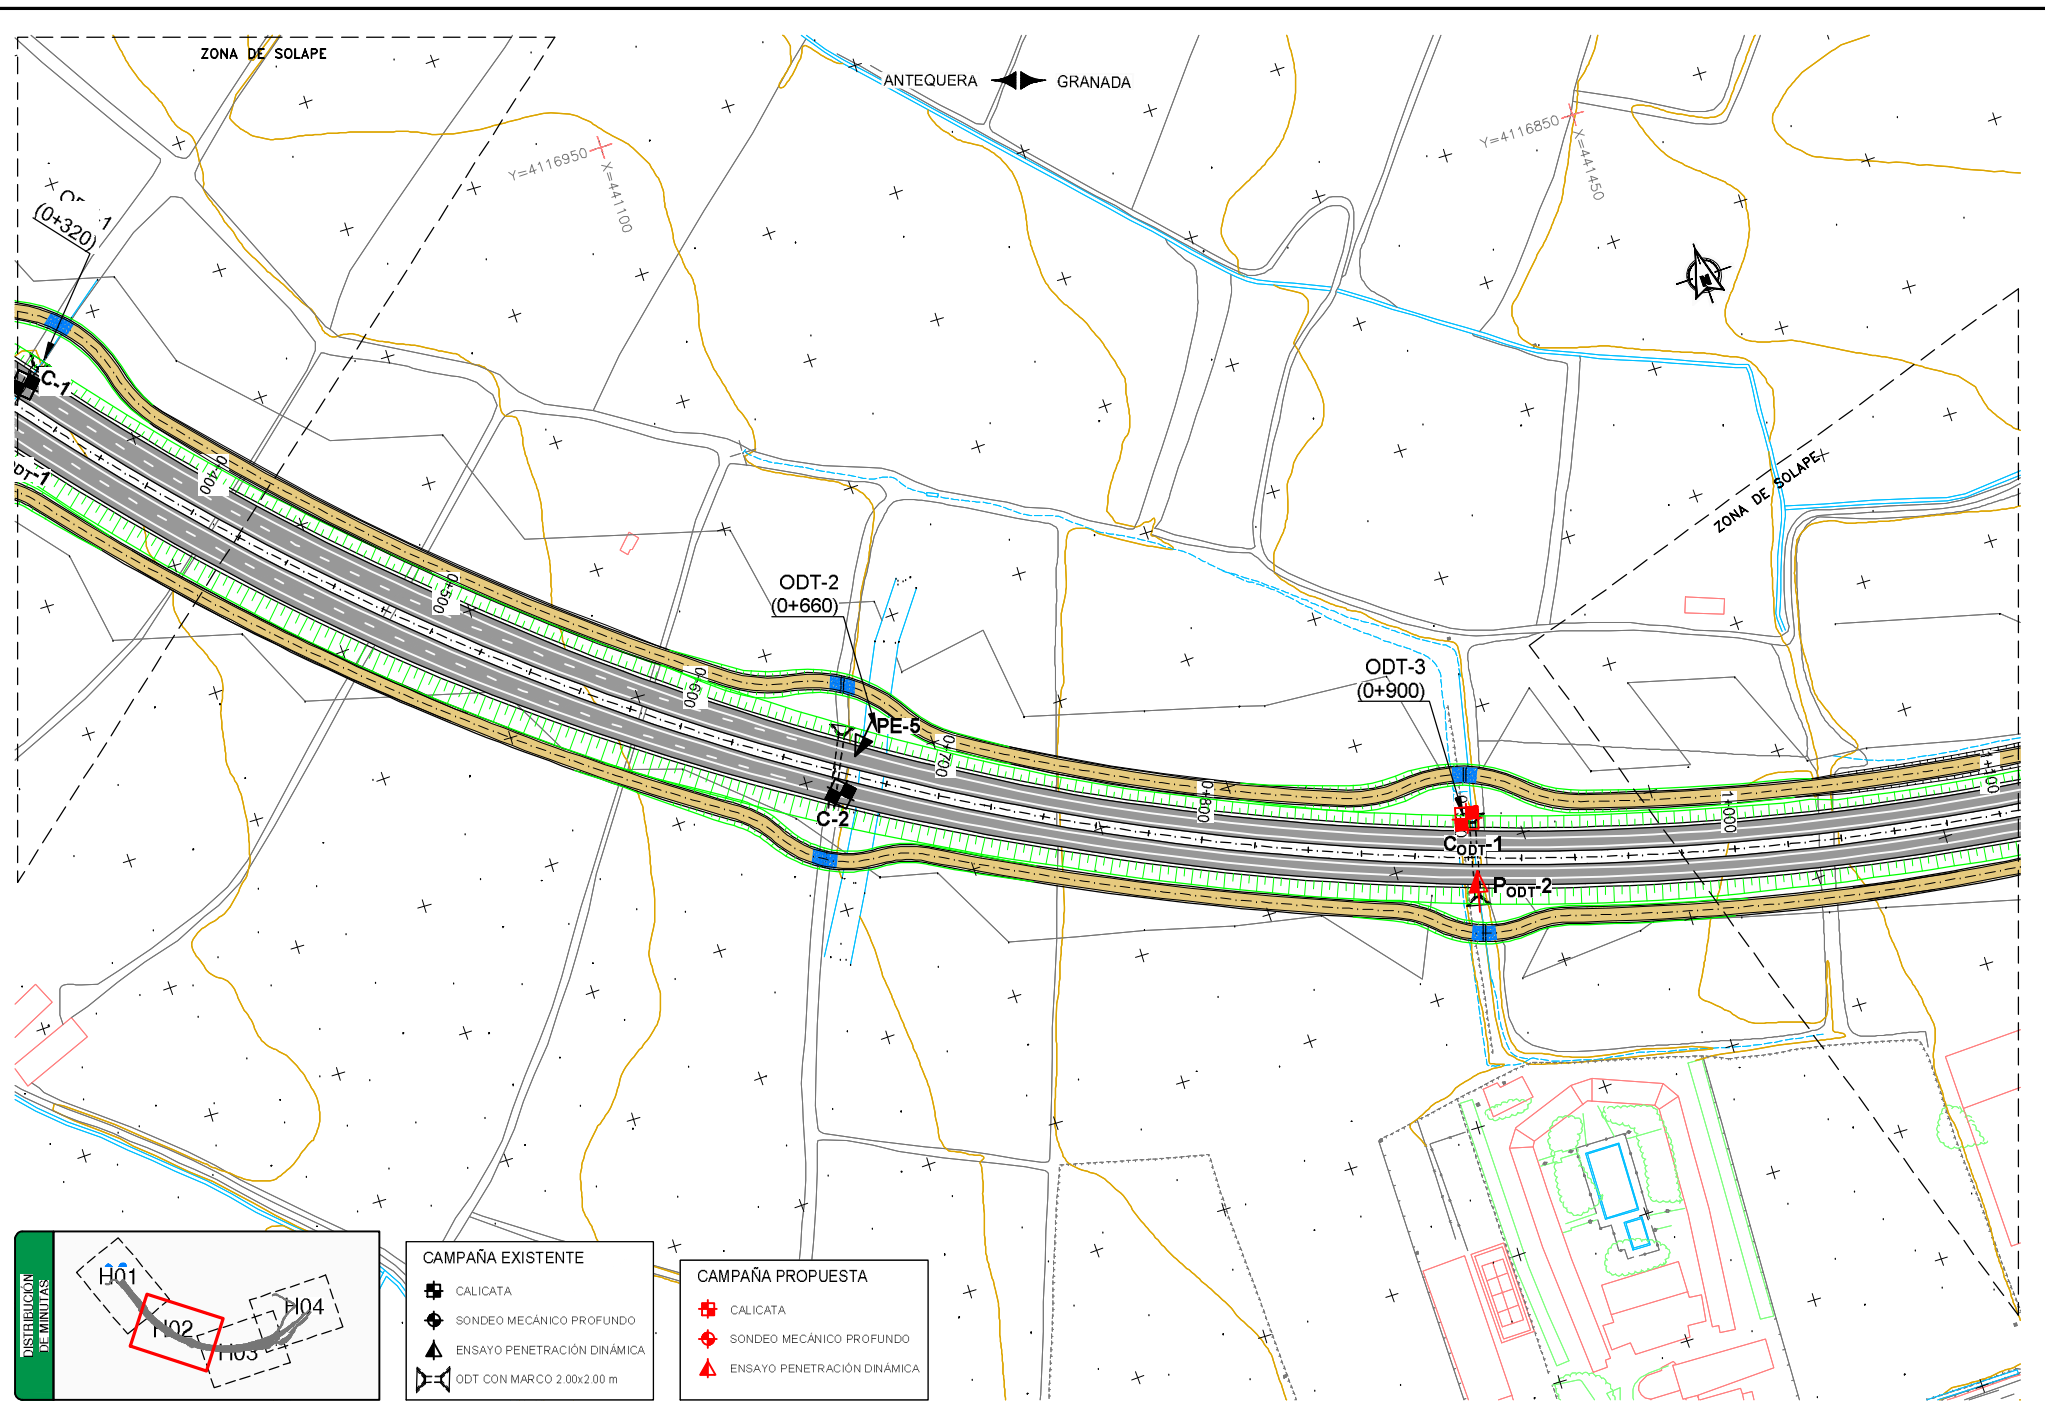 ZONA DE SOLAPE
ANTEQUERA
GRANADA
Y=4116950
X=441100
Y=4116850
X=441450
(0+320)
C-1
N
ZONA DE SOLAPE
0+400
0+500
0+600
0+700
0+800
1+000
ODT-2
(0+660)
PE-5
C-2
ODT-3
(0+900)
CODT-1
PODT-2
DISTRIBUCIÓN
DE MINUTAS
H01
H02
H03
H04
CAMPAÑA EXISTENTE
CALICATA
SONDEO MECÁNICO PROFUNDO
ENSAYO PENETRACIÓN DINÁMICA
ODT CON MARCO 2.00x2.00 m
CAMPAÑA PROPUESTA
CALICATA
SONDEO MECÁNICO PROFUNDO
ENSAYO PENETRACIÓN DINÁMICA